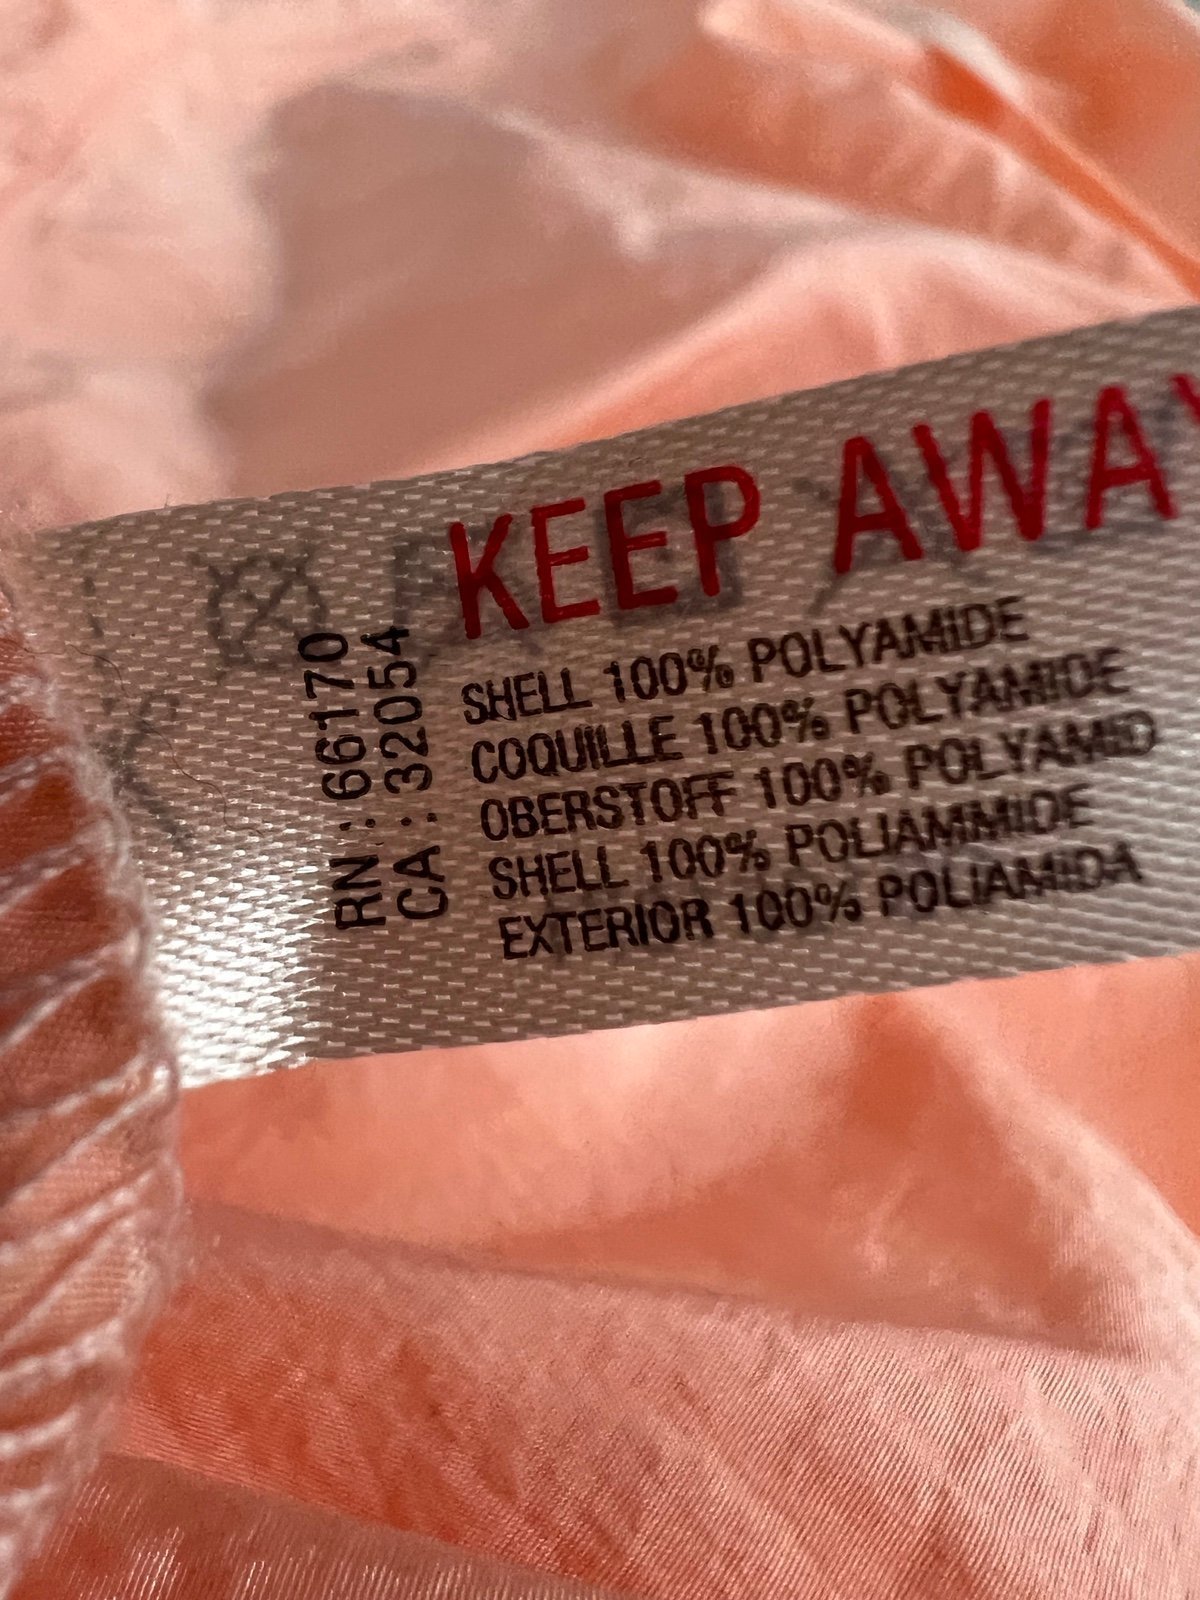 KEEP AWAY
SHELL 100% POLYAMIDE
COQUILLE 100% POLYAMIDE
OBERSTOFF 100% POLYAMID
SHELL 100% POLIAMMIDE
EXTERIOR 100% POLIAMIDA
RN : 66170
CA : 32054